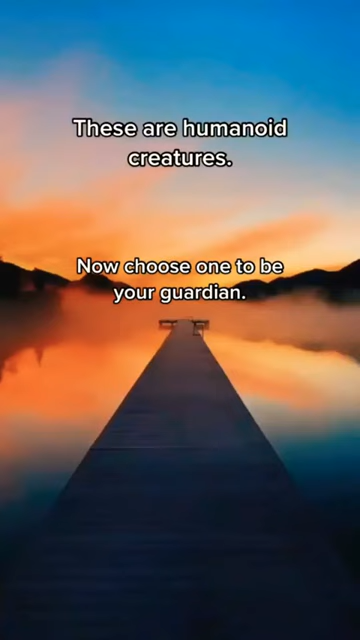 These are humanoid
creatures.
Now choose one to be
your guardian.